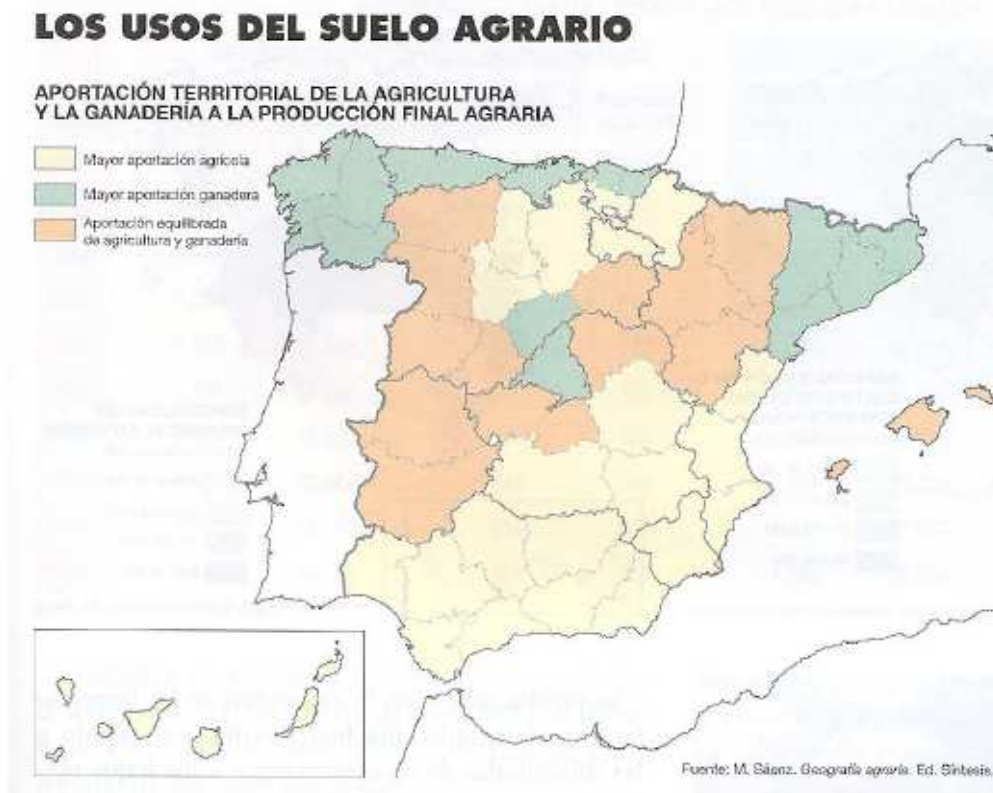 LOS USOS DEL SUELO AGRARIO
APORTACIÓN TERRITORIAL DE LA AGRICULTURA
Y LA GANADERÍA A LA PRODUCCIÓN FINAL AGRARIA
Mayor aportación agrícola
Mayor aportación ganadera
Aportación equilibrada
de agricultura y ganadería
Fuente: M. Sáenz. Geografía agraria. Ed. Síntesis.